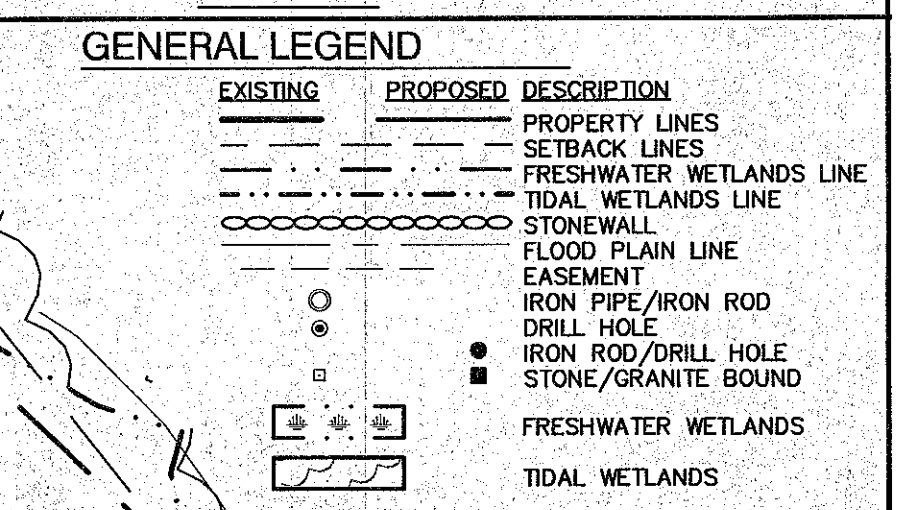 GENERAL LEGEND
EXISTING PROPOSED DESCRIPTION
PROPERTY LINES
SETBACK LINES
FRESHWATER WETLANDS LINE
TIDAL WETLANDS LINE
STONEWALL
FLOOD PLAIN LINE
EASEMENT
IRON PIPE/IRON ROD
DRILL HOLE
IRON ROD/DRILL HOLE
STONE/GRANITE BOUND
FRESHWATER WETLANDS
TIDAL WETLANDS